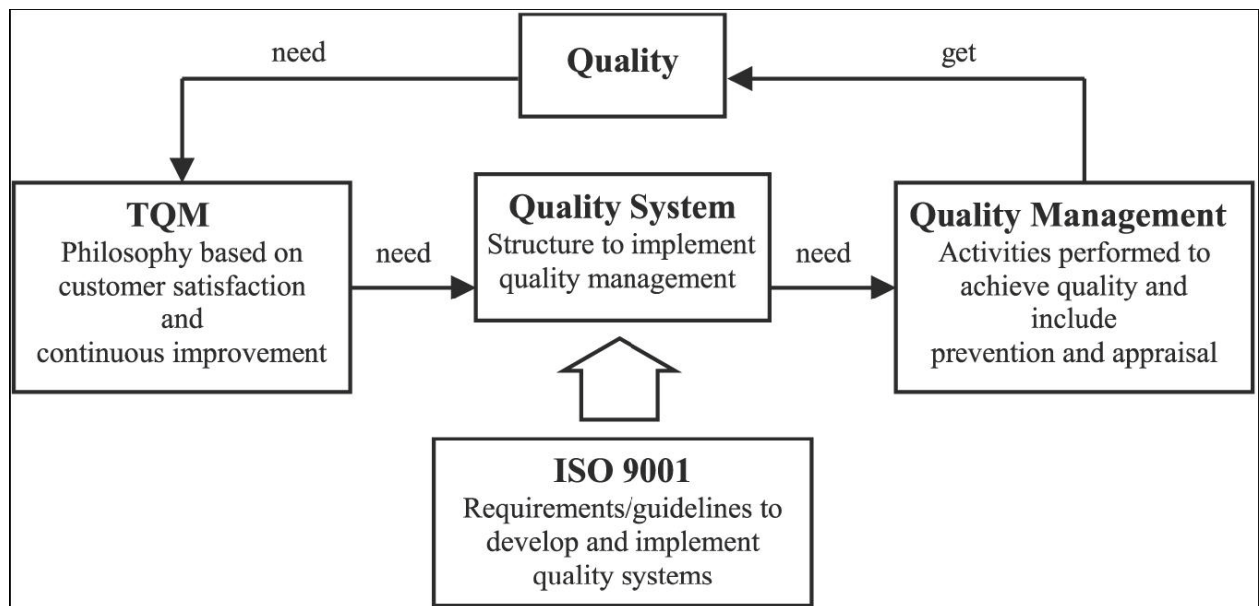 need
Quality
get
TQM
Philosophy based on
customer satisfaction
and
continuous improvement
need
Quality System
Structure to implement
quality management
need
Quality Management
Activities performed to
achieve quality and
include
prevention and appraisal
ISO 9001
Requirements/guidelines to
develop and implement
quality systems